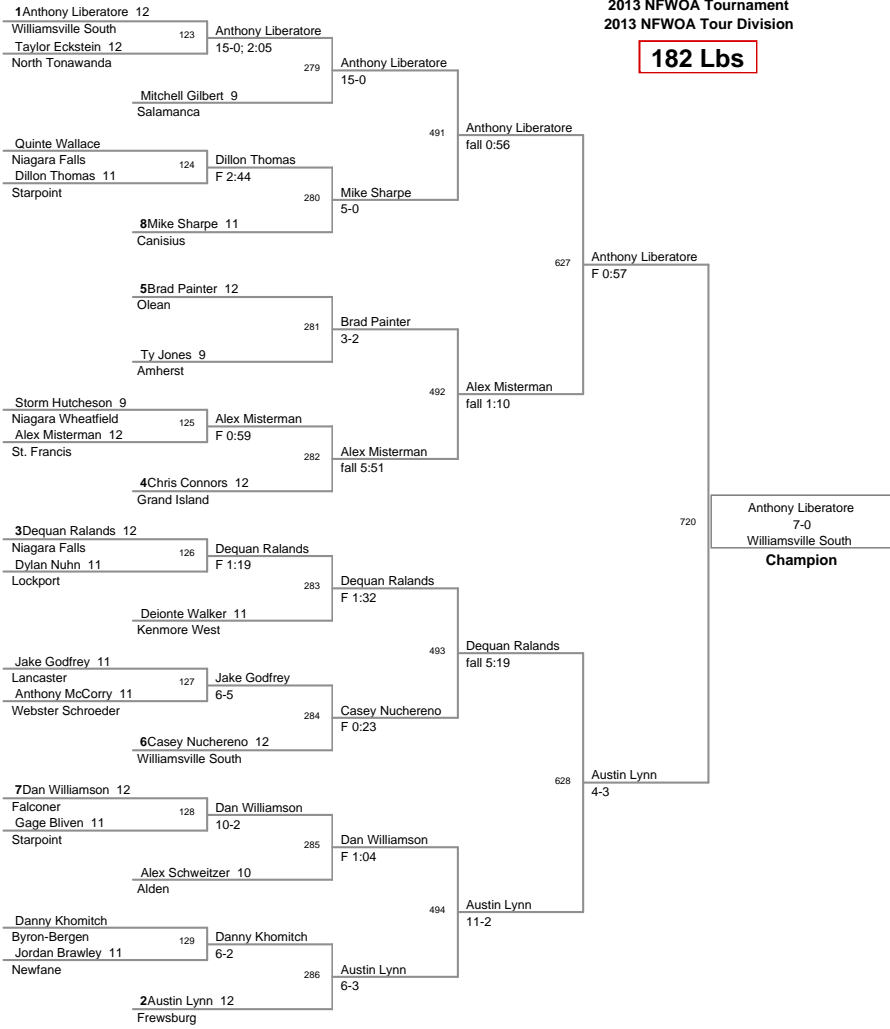 2013 NFWOA Tournament
2013 NFWOA Tour Division
182 Lbs
1Anthony Liberatore 12
Williamsville South
123
Taylor Eckstein 12
North Tonawanda
Anthony Liberatore
15-0; 2:05
279
Mitchell Gilbert 9
Salamanca
Anthony Liberatore
15-0
491
Quinte Wallace
Niagara Falls
124
Dillon Thomas 11
Starpoint
Dillon Thomas
F 2:44
280
8Mike Sharpe 11
Canisius
Mike Sharpe
5-0
Anthony Liberatore
fall 0:56
627
5Brad Painter 12
Olean
281
Ty Jones 9
Amherst
Brad Painter
3-2
492
Storm Hutcheson 9
Niagara Wheatfield
125
Alex Misterman 12
St. Francis
Alex Misterman
F 0:59
282
4Chris Connors 12
Grand Island
Alex Misterman
fall 5:51
Alex Misterman
fall 1:10
Anthony Liberatore
F 0:57
720
3Dequan Ralands 12
Niagara Falls
126
Dylan Nuhn 11
Lockport
Dequan Ralands
F 1:19
283
Deionte Walker 11
Kenmore West
Dequan Ralands
F 1:32
493
Jake Godfrey 11
Lancaster
127
Anthony McCorry 11
Webster Schroeder
Jake Godfrey
6-5
284
6Casey Nuchereno 12
Williamsville South
Casey Nuchereno
F 0:23
Dequan Ralands
fall 5:19
628
7Dan Williamson 12
Falconer
128
Gage Bliven 11
Starpoint
Dan Williamson
10-2
285
Alex Schweitzer 10
Alden
Dan Williamson
F 1:04
494
Danny Khomitch
Byron-Bergen
129
Jordan Brawley 11
Newfane
Danny Khomitch
6-2
286
2Austin Lynn 12
Frewsburg
Austin Lynn
6-3
Austin Lynn
11-2
Austin Lynn
4-3
Anthony Liberatore
7-0
Williamsville South
Champion